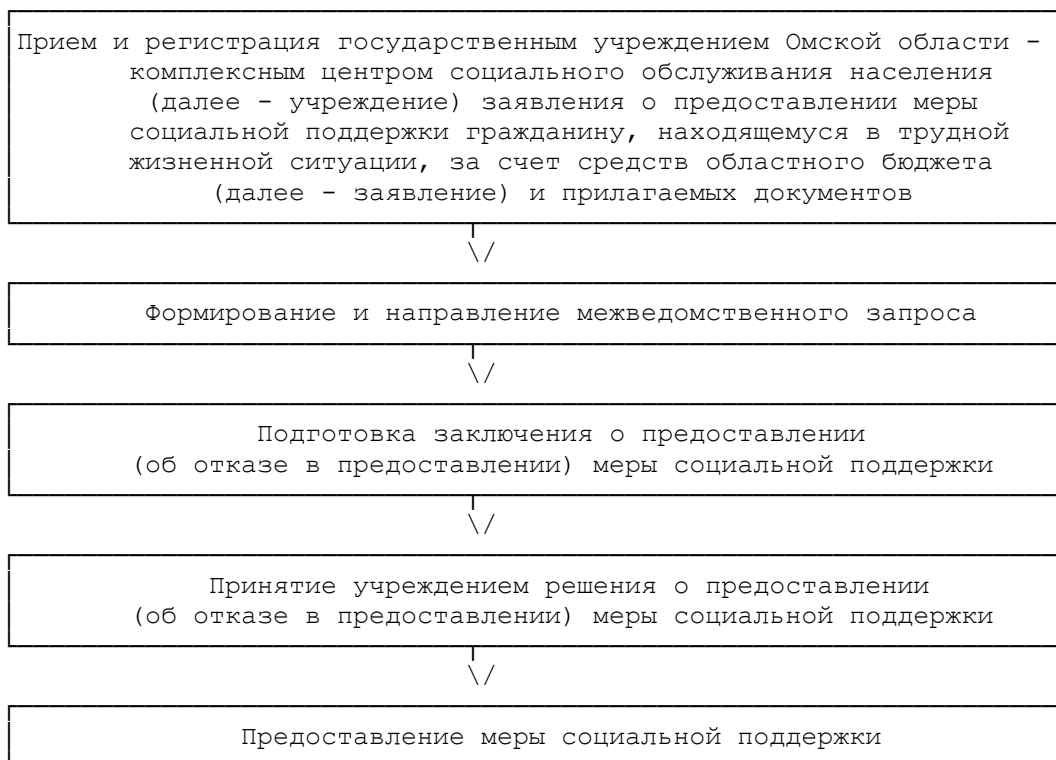 Прием и регистрация государственным учреждением Омской области -
комплексным центром социального обслуживания населения
(далее - учреждение) заявления о предоставлении меры
социальной поддержки гражданину, находящемуся в трудной
жизненной ситуации, за счет средств областного бюджета
(далее - заявление) и прилагаемых документов
\/
Формирование и направление межведомственного запроса
\/
Подготовка заключения о предоставлении
(об отказе в предоставлении) меры социальной поддержки
\/
Принятие учреждением решения о предоставлении
(об отказе в предоставлении) меры социальной поддержки
\/
Предоставление меры социальной поддержки